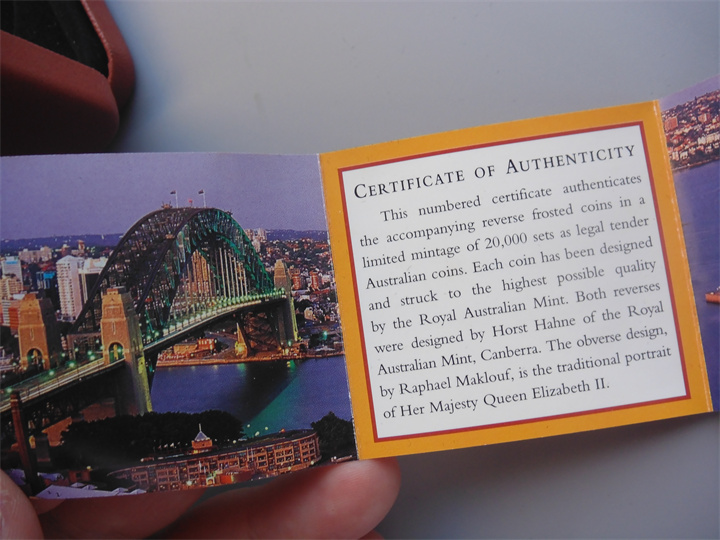 CERTIFICATE OF AUTHENTICITY
This numbered certificate authenticates
the accompanying reverse frosted coins in a
limited mintage of 20,000 sets as legal tender
Australian coins. Each coin has been designed
and struck to the highest possible quality
by the Royal Australian Mint. Both reverses
were designed by Horst Hahne of the Royal
Australian Mint, Canberra. The obverse design,
by Raphael Maklouf, is the traditional portrait
of Her Majesty Queen Elizabeth II.